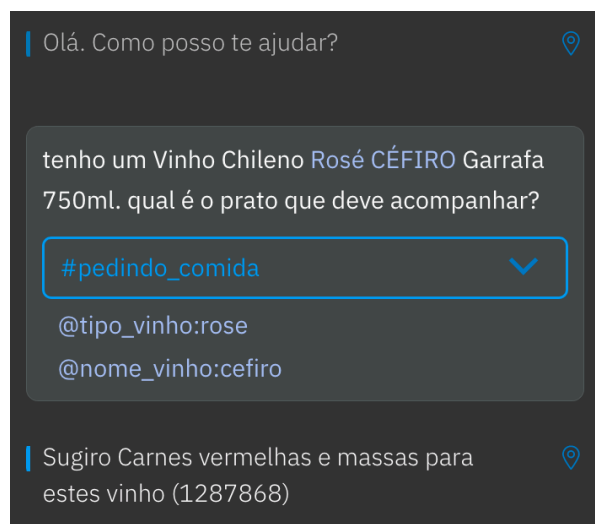 Olá. Como posso te ajudar?
tenho um Vinho Chileno Rosé CÉFIRO Garrafa
750ml. qual é o prato que deve acompanhar?
#pedindo_comida
@tipo_vinho:rose
@nome_vinho:cefiro
Sugiro Carnes vermelhas e massas para
estes vinho (1287868)